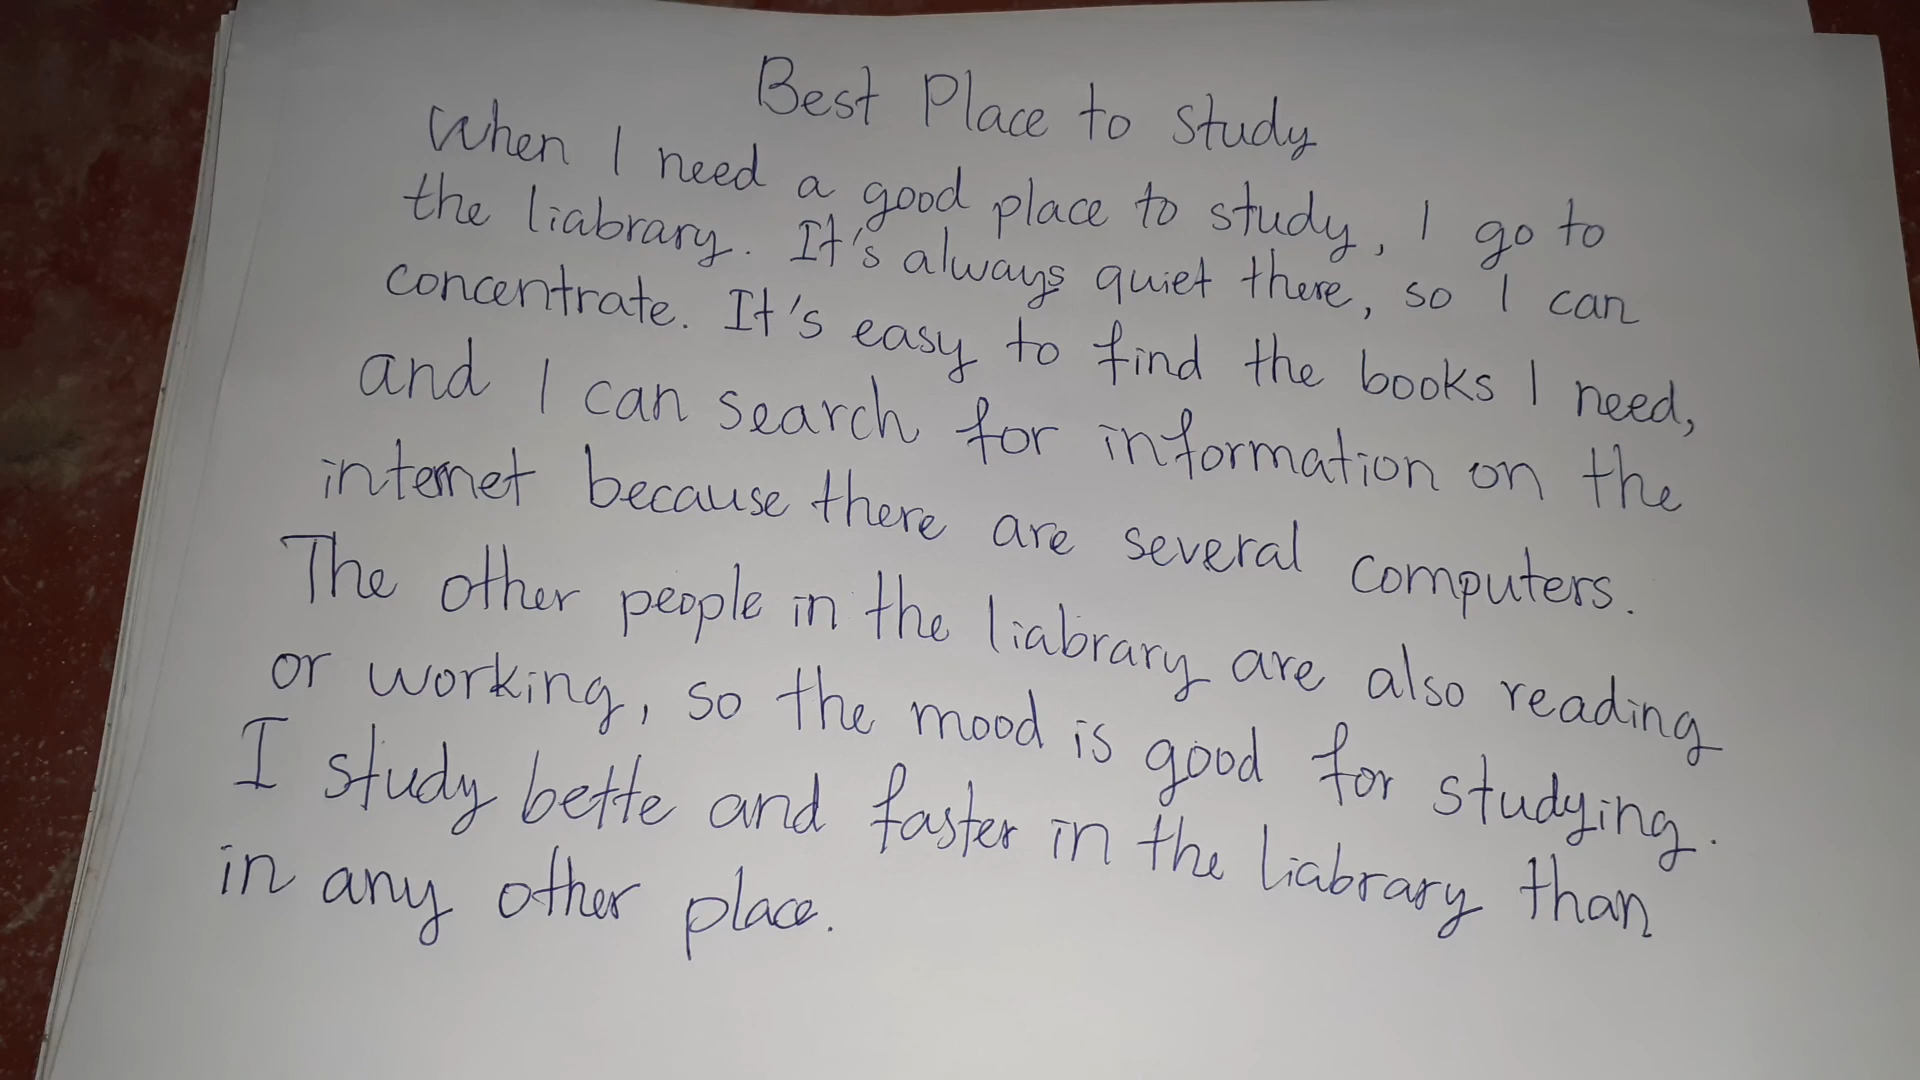 Best Place to study
When I need a good place to study, I go to
the liabrary. It's always quiet there, so I can
concentrate. It's easy to find the books I need,
and I can search for information on the
internet because there are several computers.
The other people in the liabrary are also reading
or working, so the mood is good for studying.
I study bette and faster in the liabrary than
in any other place.